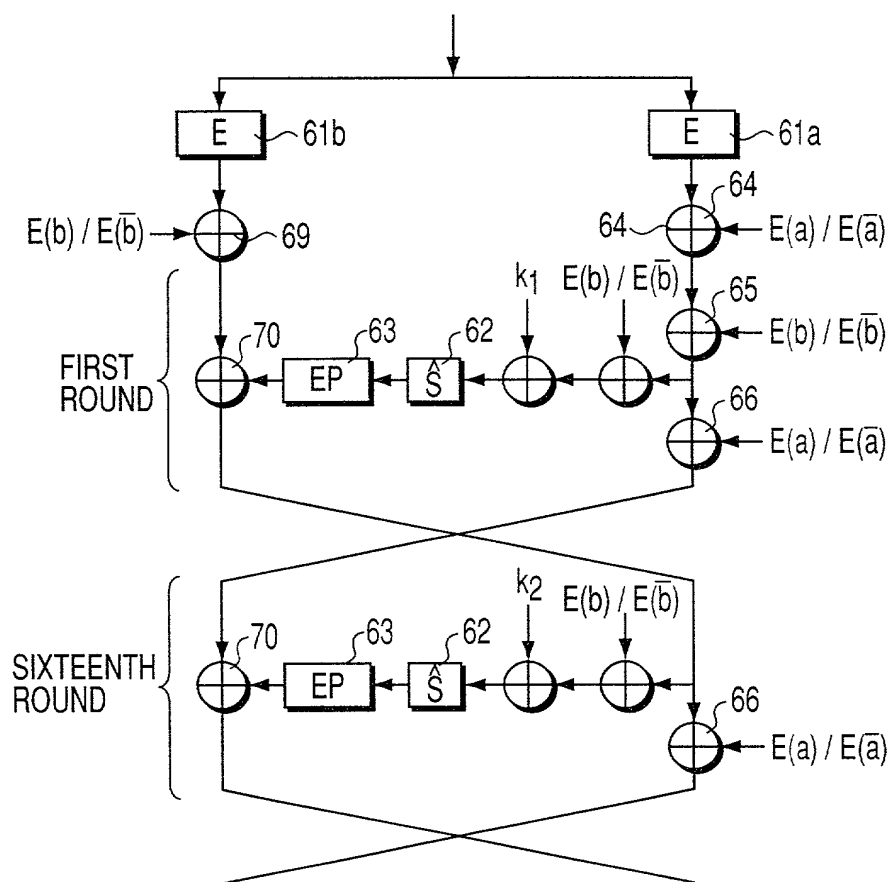 E 61b E 61a
64
E(b) / E(b̅) 69 64 E(a) / E(a̅)
k₁ E(b) / E(b̅) 65
E(b) / E(b̅)
FIRST
ROUND
70 63 62
EP Ŝ
66
E(a) / E(a̅)
k₂ E(b) / E(b̅)
SIXTEENTH
ROUND
70 63 62
EP Ŝ
66
E(a) / E(a̅)